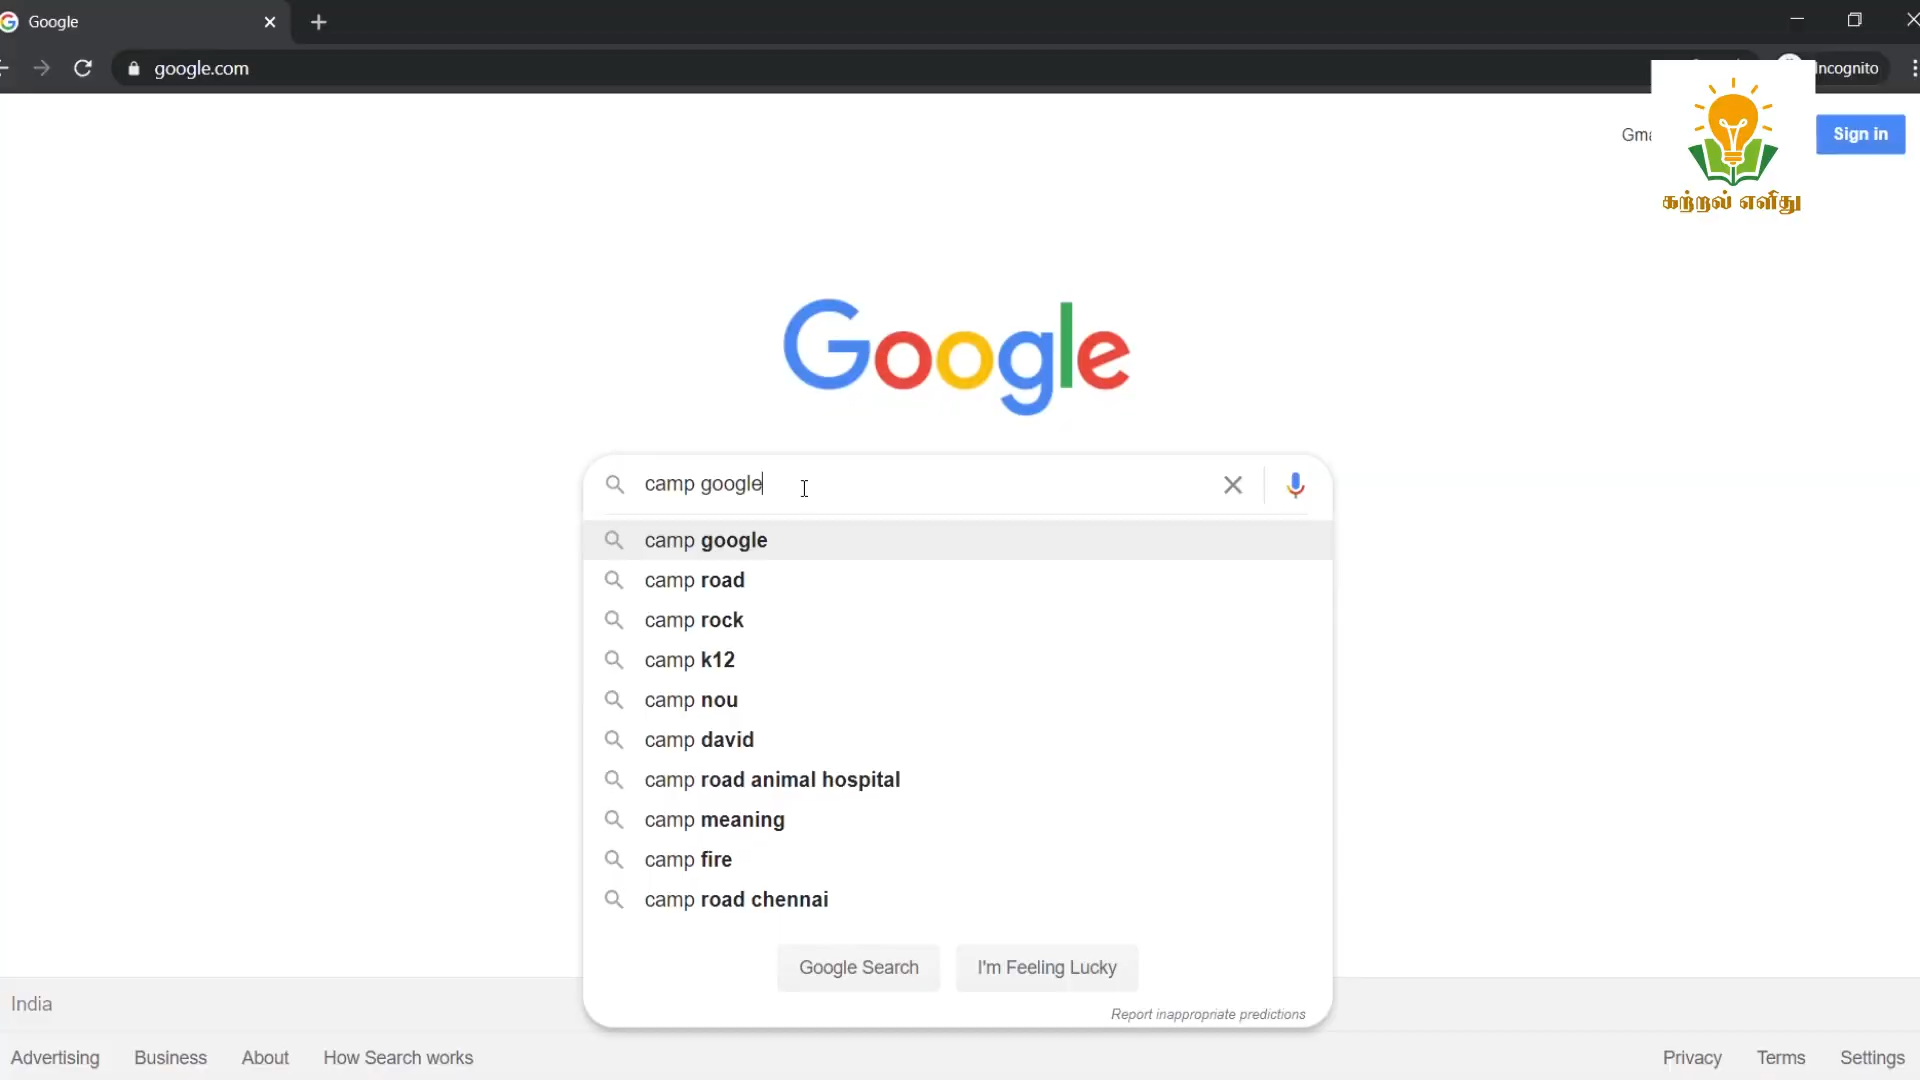 Google
google.com
Incognito
Sign in
கற்றல் எளிது
Google
camp google
camp google
camp road
camp rock
camp k12
camp nou
camp david
camp road animal hospital
camp meaning
camp fire
camp road chennai
Google Search I'm Feeling Lucky
Report inappropriate predictions
India
Advertising Business About How Search works Privacy Terms Settings